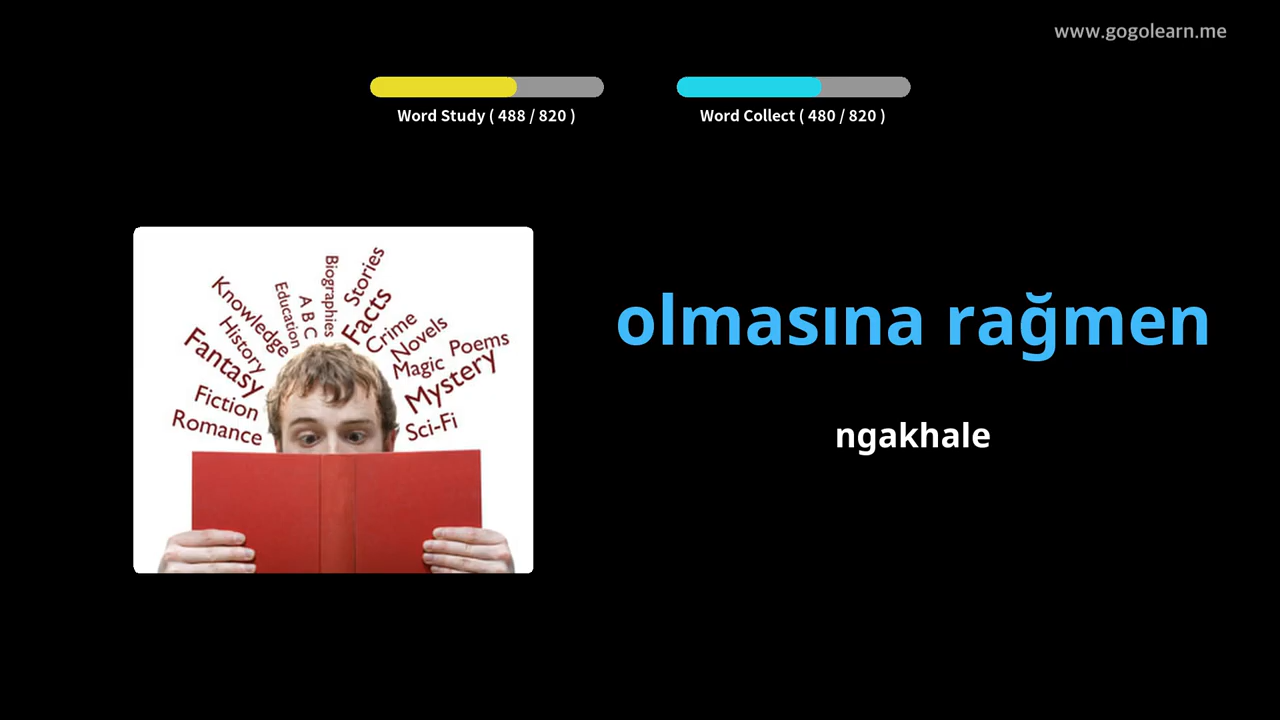 www.gogolearn.me
Word Study ( 488 / 820 )
Word Collect ( 480 / 820 )
Knowledge
Education
A B C
Biographies
Stories
Facts
Crime
Novels
Poems
Magic
Mystery
Sci-Fi
History
Fantasy
Fiction
Romance
olmasına rağmen
ngakhale